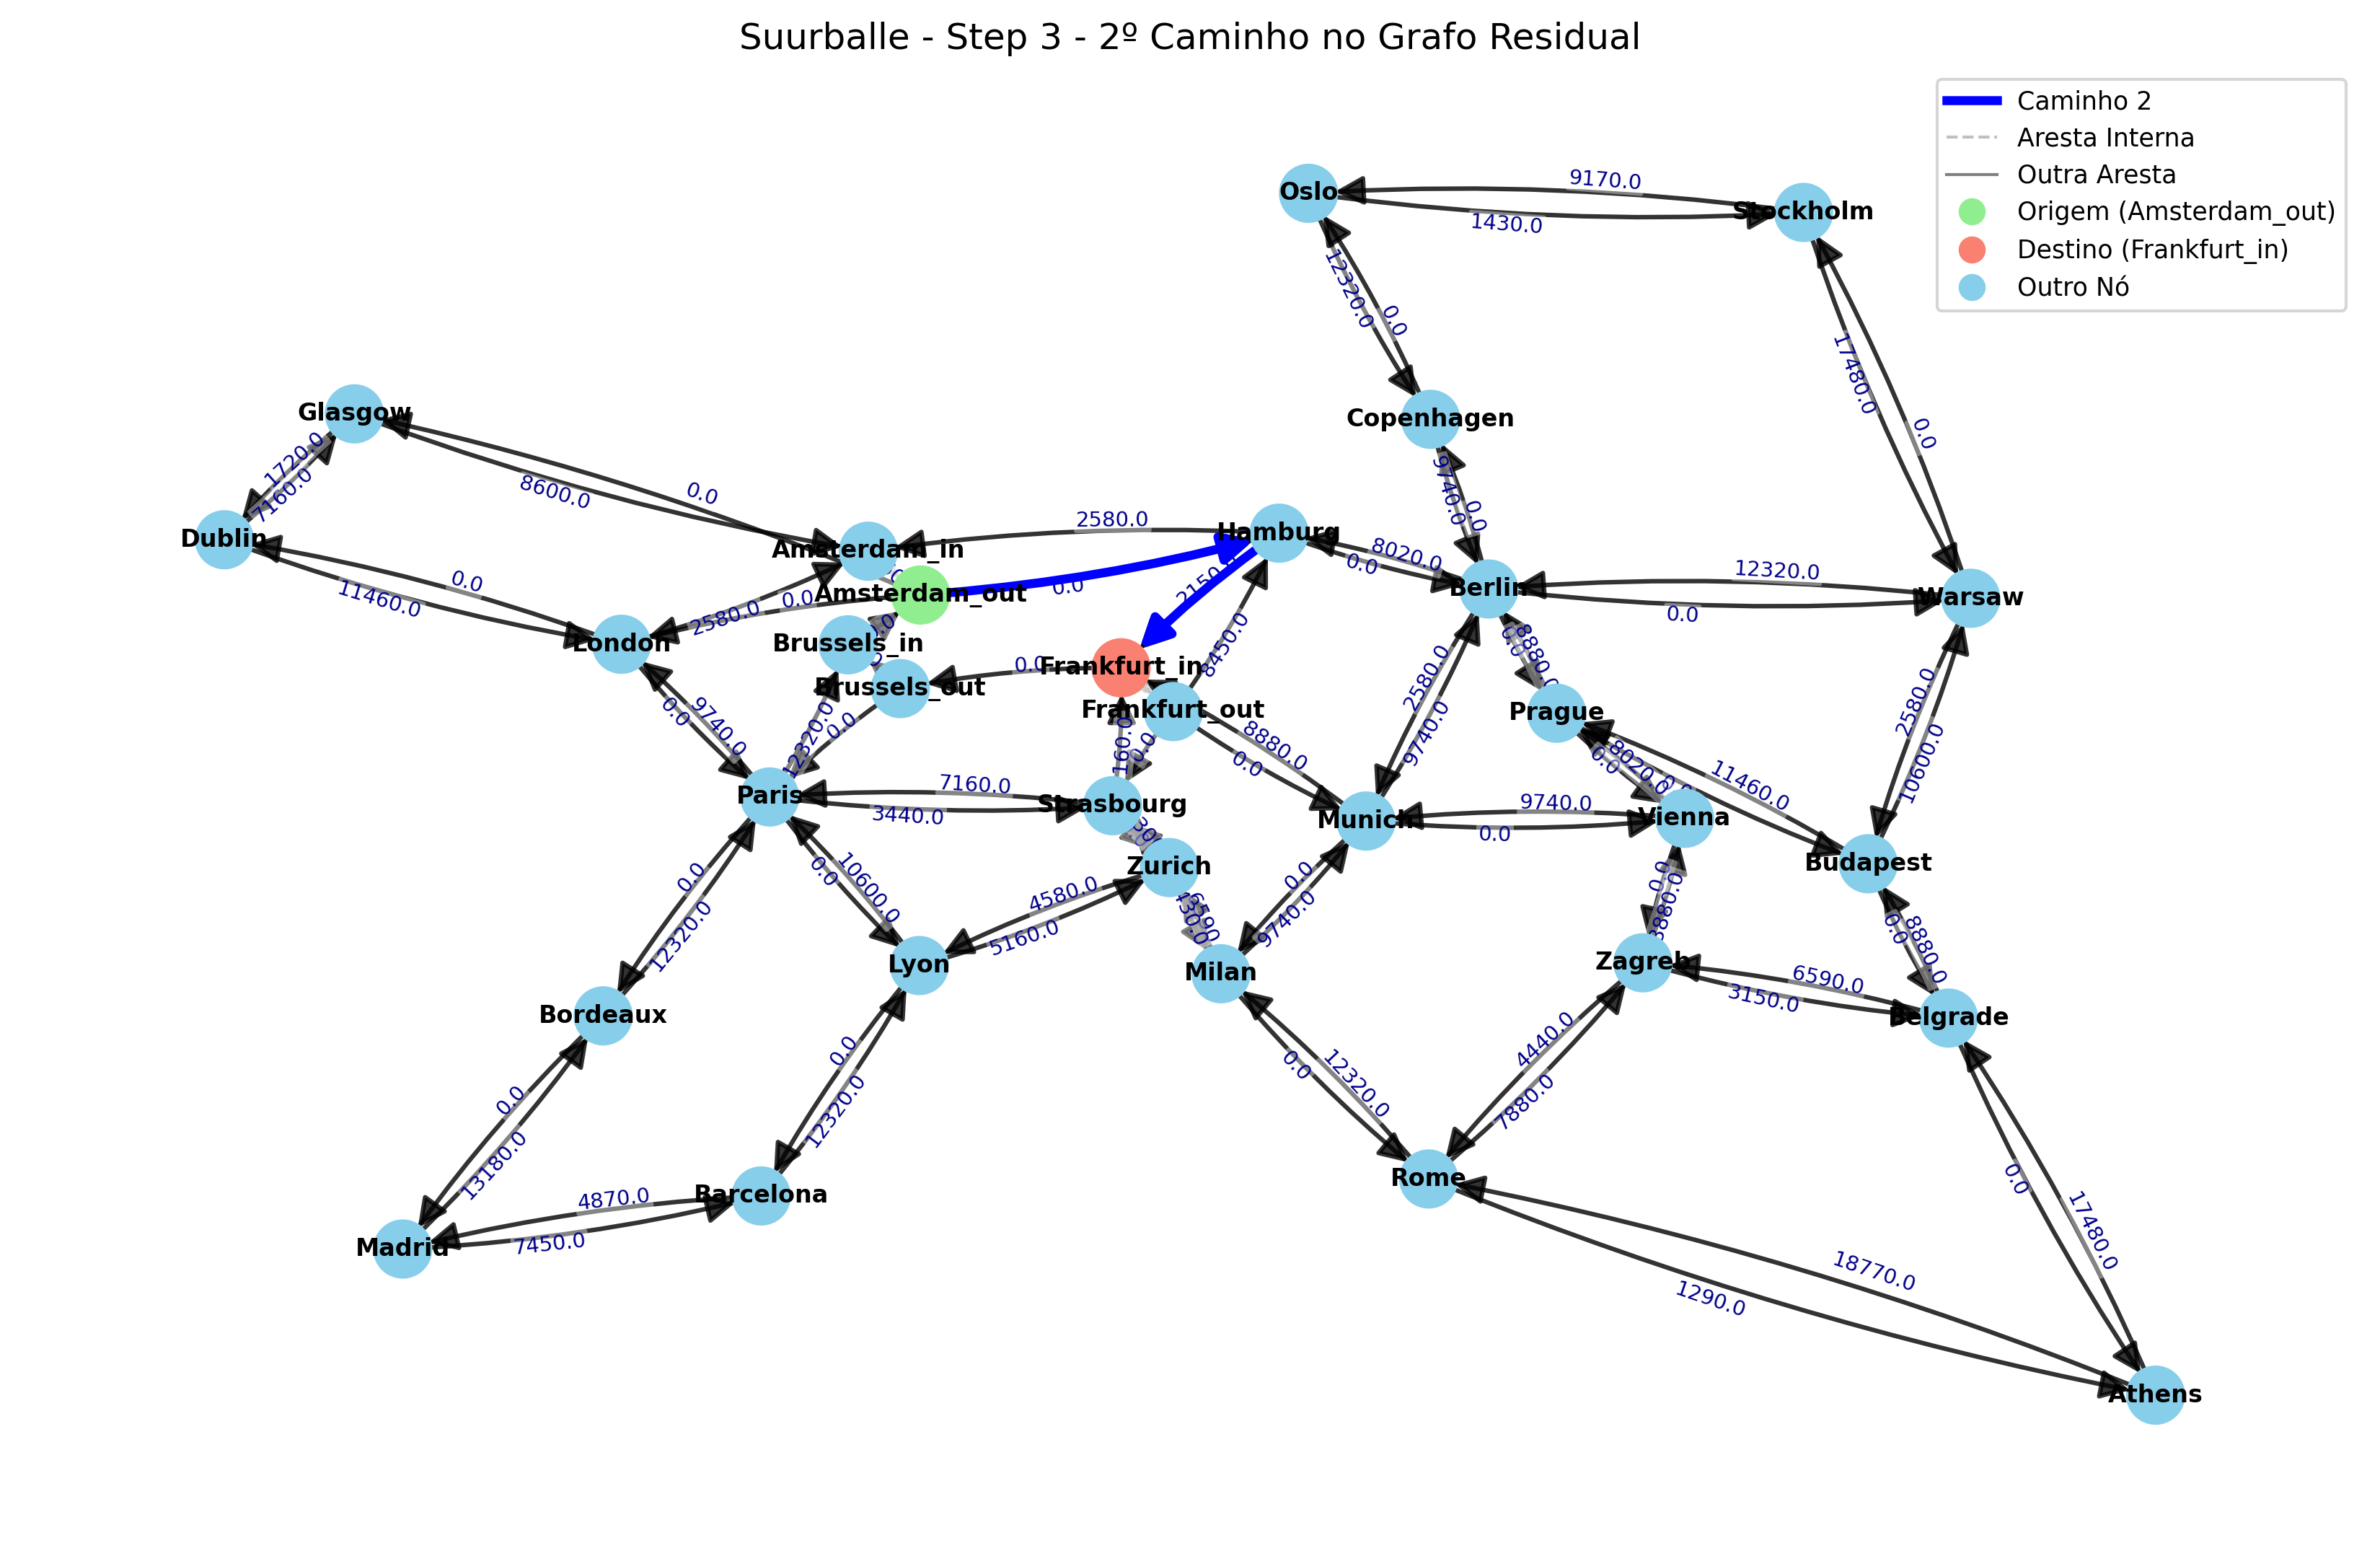 Suurballe - Step 3 - 2º Caminho no Grafo Residual
Caminho 2
Aresta Interna
Outra Aresta
Origem (Amsterdam_out)
Destino (Frankfurt_in)
Outro Nó
9170.0
Oslo
Stockholm
1430.0
12320.0
0.0
17480.0
0.0
Glasgow
Copenhagen
1720.0
7160.0
8600.0
0.0
9740.0
0.0
Dublin
2580.0
Hamburg
Amsterdam_in
8020.0
0.0
12320.0
0.0
11460.0
Amsterdam_out
0.0
Berlin
Warsaw
0.0
2580.0
0.0
London
Brussels_in
8450.0
8880.0
0.0
Frankfurt_in
Brussels_out
Frankfurt_out
Prague
2580.0
9740.0
2580.0
10600.0
9740.0
0.0
12320.0
0.0
0.0
8880.0
0.0
8020.0
0.0
11460.0
Paris
7160.0
3440.0
Strasbourg
Munich
9740.0
0.0
Vienna
Budapest
Zurich
10600.0
0.0
4580.0
5160.0
0.0
9740.0
0.0
8880.0
0.0
0.0
12320.0
Lyon
Milan
Zagreb
6590.0
3150.0
Bordeaux
Belgrade
0.0
12320.0
12320.0
0.0
4440.0
7880.0
0.0
13180.0
4870.0
7450.0
Barcelona
Madrid
Rome
0.0
17480.0
18770.0
1290.0
Athens